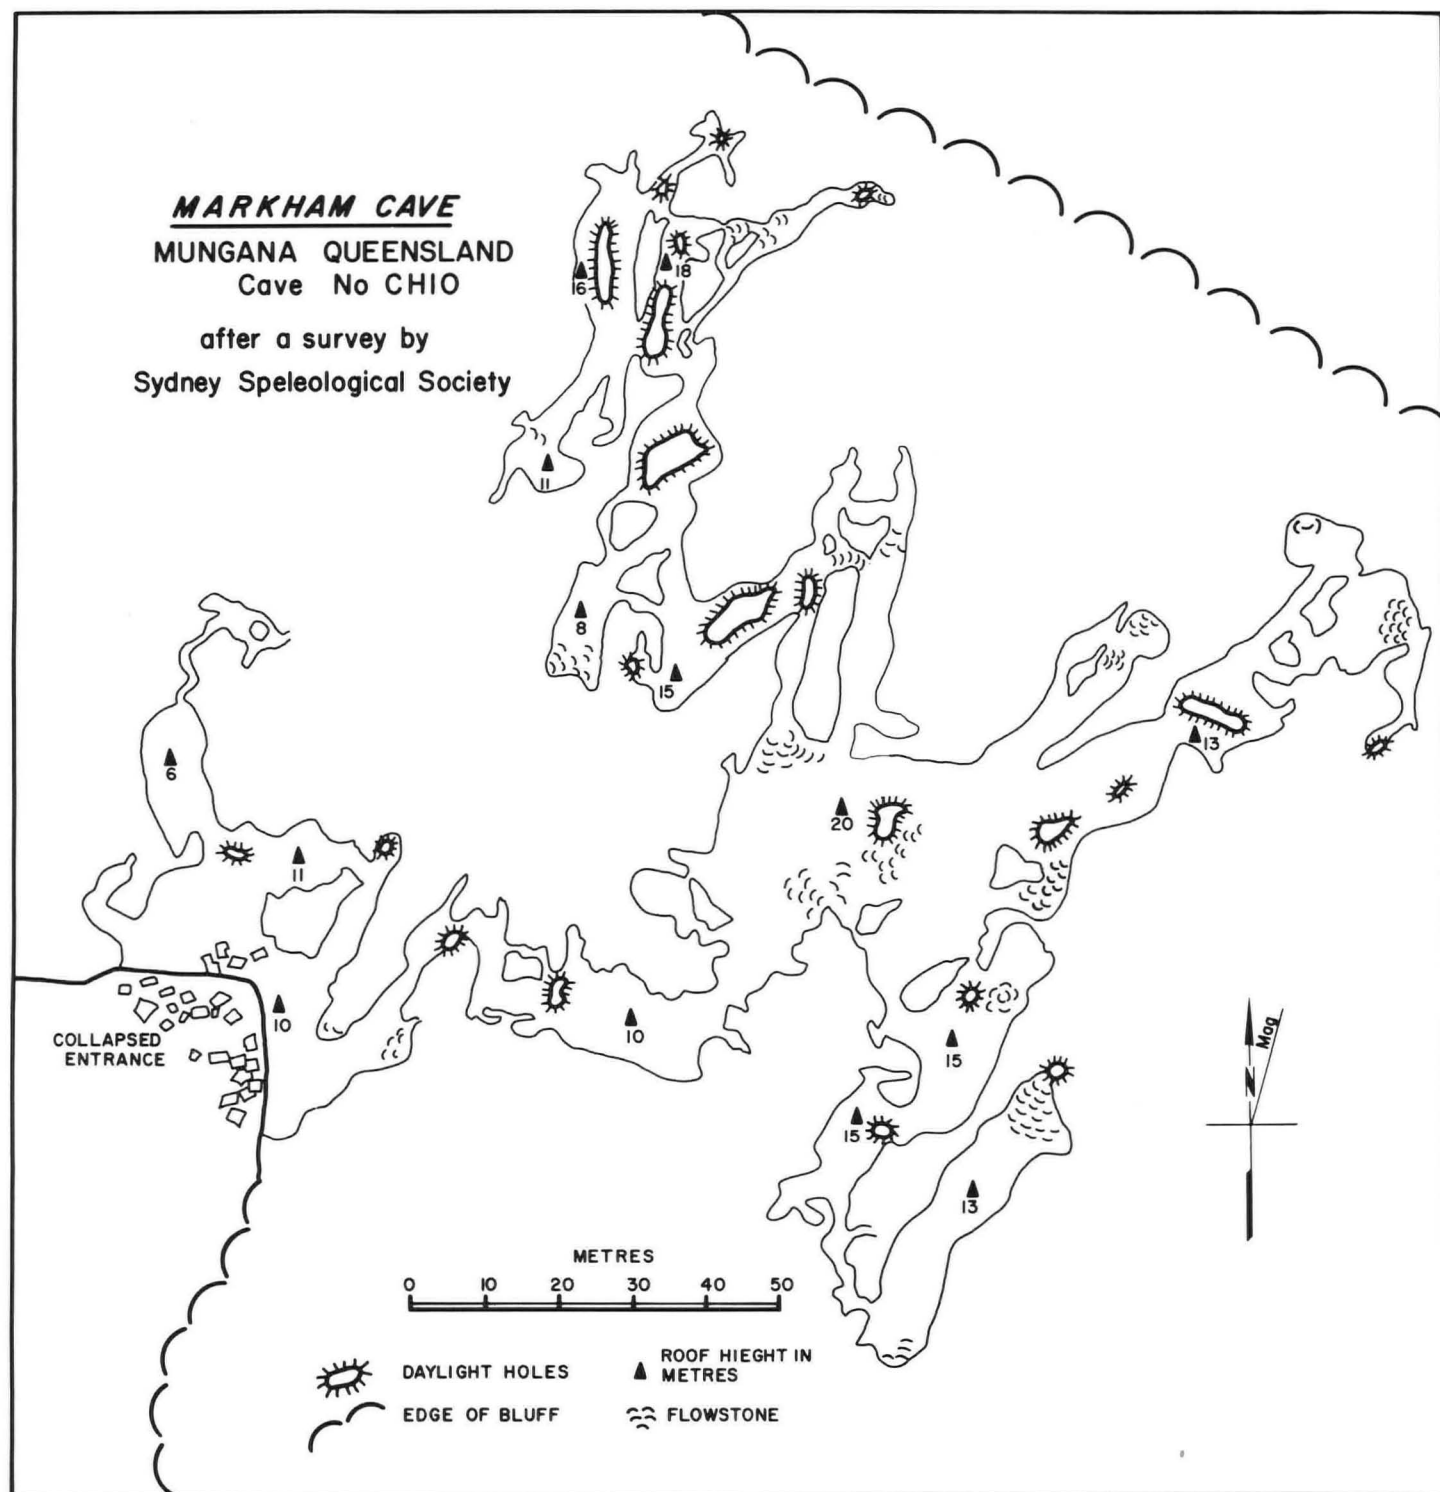 MARKHAM CAVE
MUNGANA QUEENSLAND
Cave No CH10
after a survey by
Sydney Speleological Society
16
18
11
8
15
6
11
20
13
10
10
15
15
13
COLLAPSED
ENTRANCE
N
Mag
METRES
0 10 20 30 40 50
DAYLIGHT HOLES
ROOF HIEGHT IN
METRES
EDGE OF BLUFF
FLOWSTONE